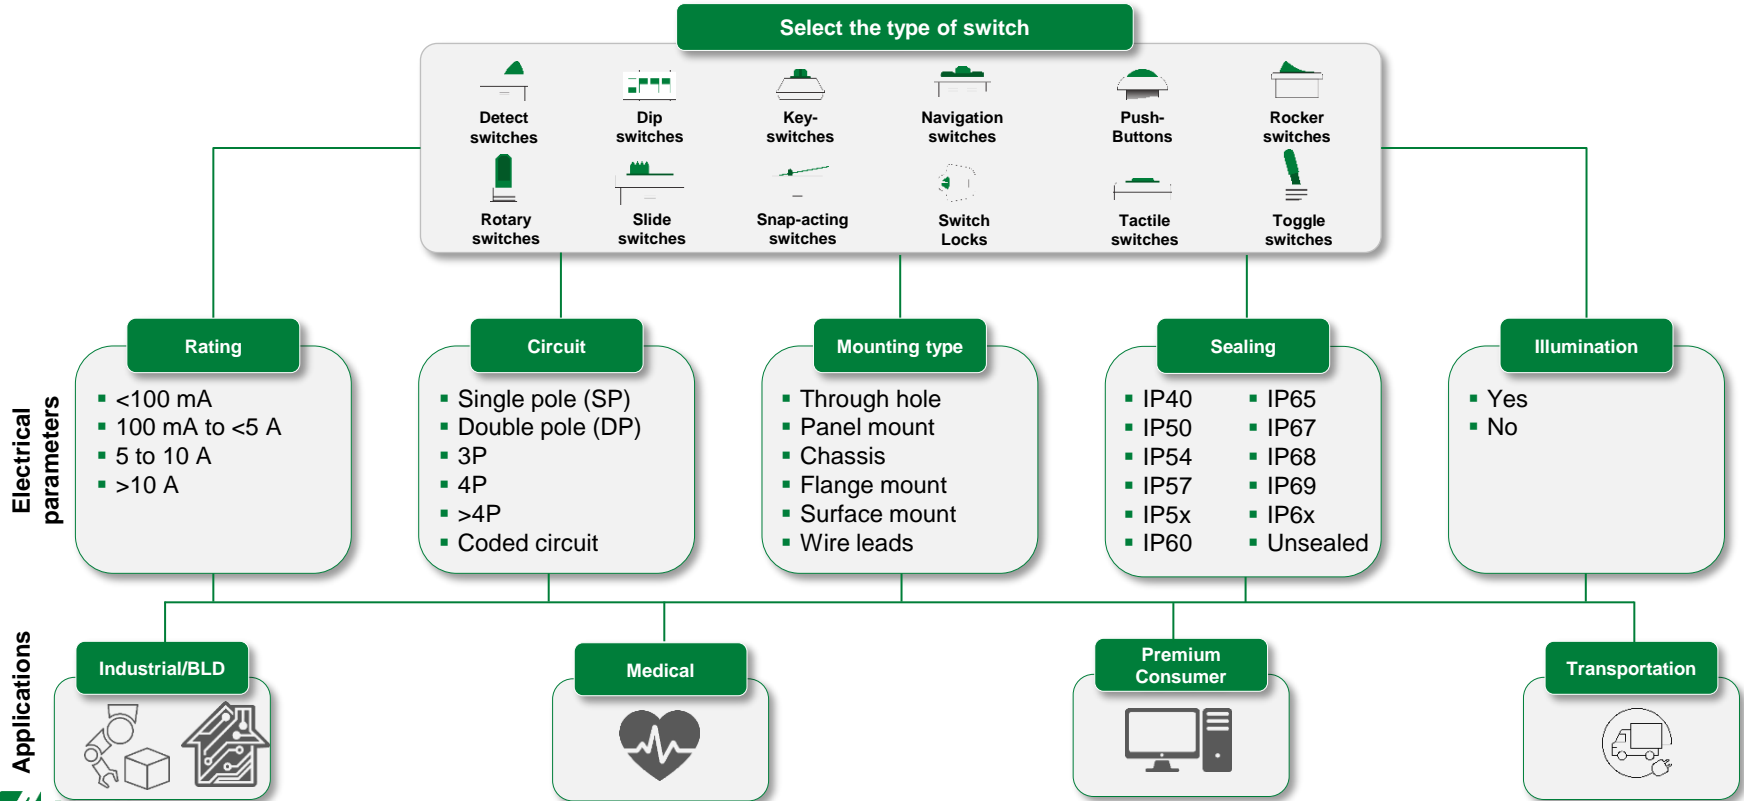 Select the type of switch
Detect
switches
Dip
switches
Key-
switches
Navigation
switches
Push-
Buttons
Rocker
switches
Rotary
switches
Slide
switches
Snap-acting
switches
Switch
Locks
Tactile
switches
Toggle
switches
Electrical
parameters
Rating
▪ <100 mA
▪ 100 mA to <5 A
▪ 5 to 10 A
▪ >10 A
Circuit
▪ Single pole (SP)
▪ Double pole (DP)
▪ 3P
▪ 4P
▪ >4P
▪ Coded circuit
Mounting type
▪ Through hole
▪ Panel mount
▪ Chassis
▪ Flange mount
▪ Surface mount
▪ Wire leads
Sealing
▪ IP40
▪ IP50
▪ IP54
▪ IP57
▪ IP5x
▪ IP60
▪ IP65
▪ IP67
▪ IP68
▪ IP69
▪ IP6x
▪ Unsealed
Illumination
▪ Yes
▪ No
Applications
Industrial/BLD
Medical
Premium
Consumer
Transportation